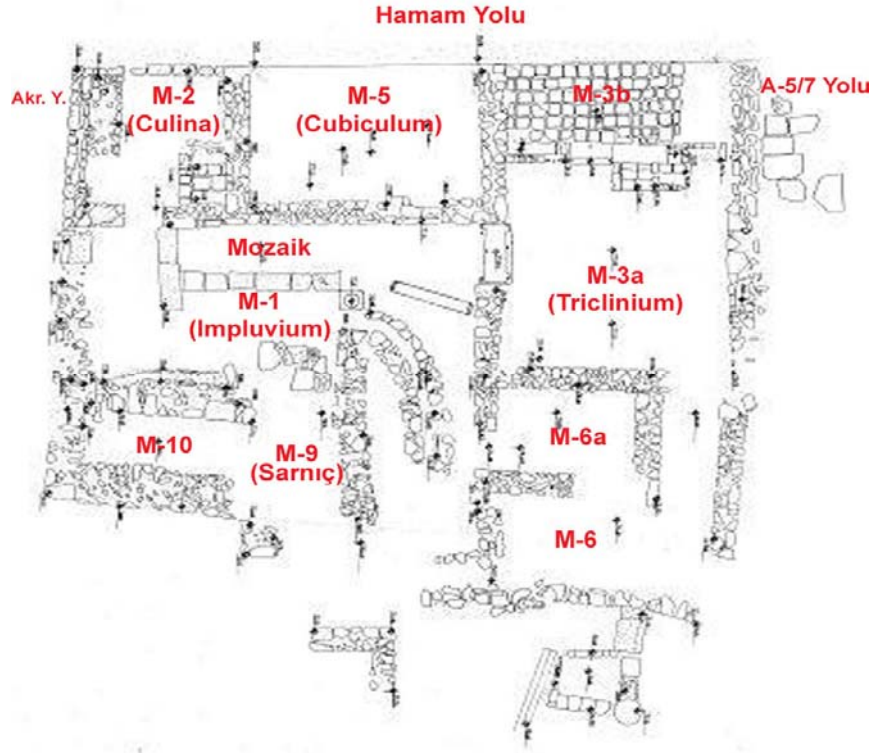 Hamam Yolu
Akr. Y.
M-2
(Culina)
M-5
(Cubiculum)
M-3b
A-5/7 Yolu
Mozaik
M-1
(Impluvium)
M-3a
(Triclinium)
M-10
M-9
(Sarnıç)
M-6a
M-6